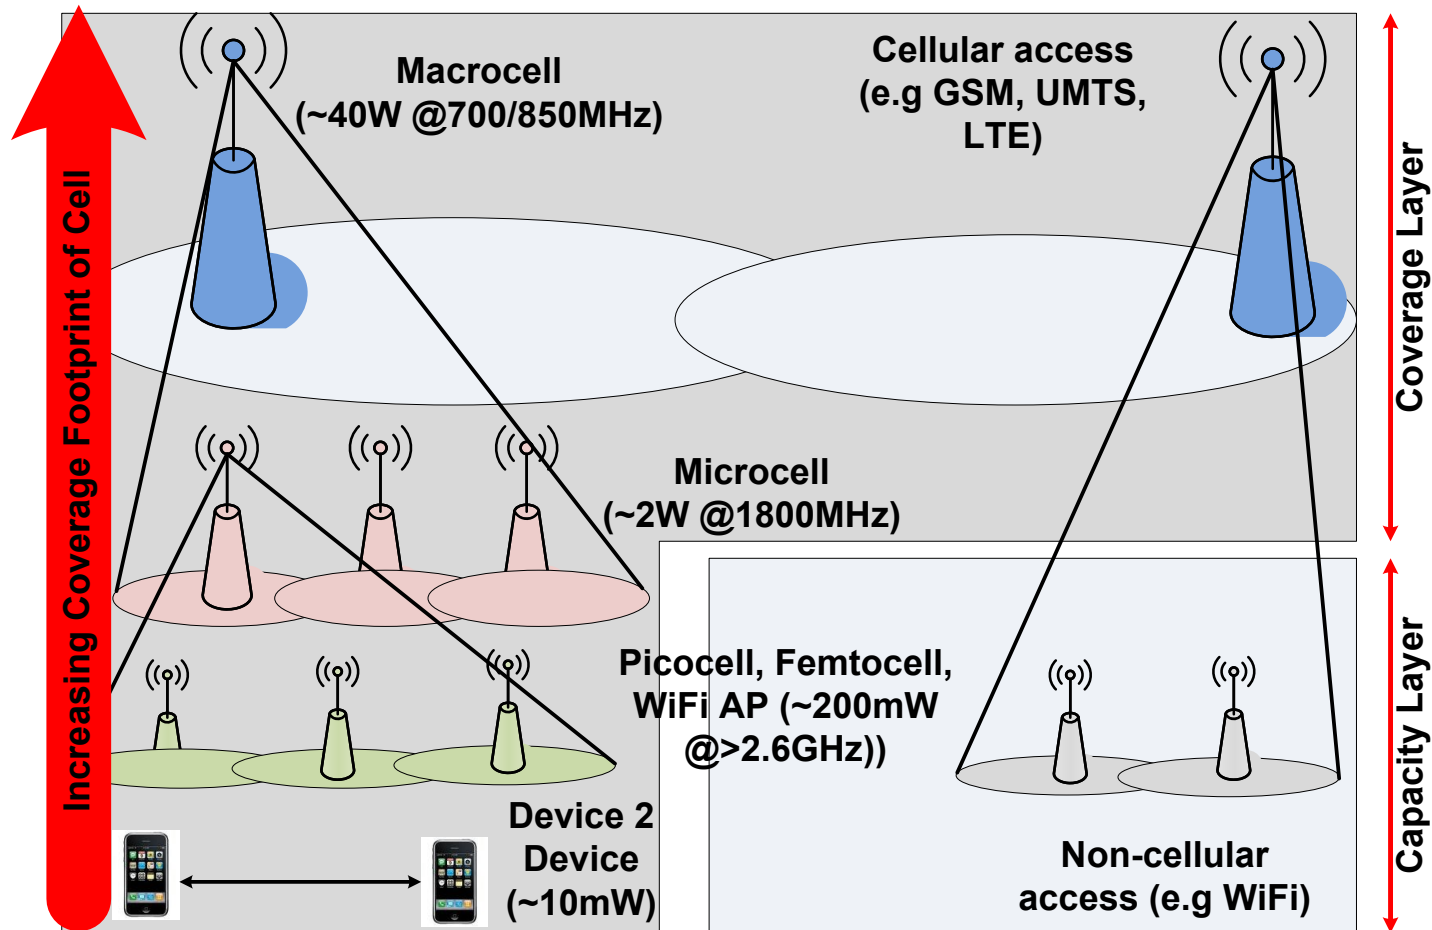 Macrocell
(~40W @700/850MHz)
Cellular access
(e.g GSM, UMTS,
LTE)
Increasing Coverage Footprint of Cell
Coverage Layer
Microcell
(~2W @1800MHz)
Picocell, Femtocell,
WiFi AP (~200mW
@>2.6GHz))
Capacity Layer
Device 2
Device
(~10mW)
Non-cellular
access (e.g WiFi)